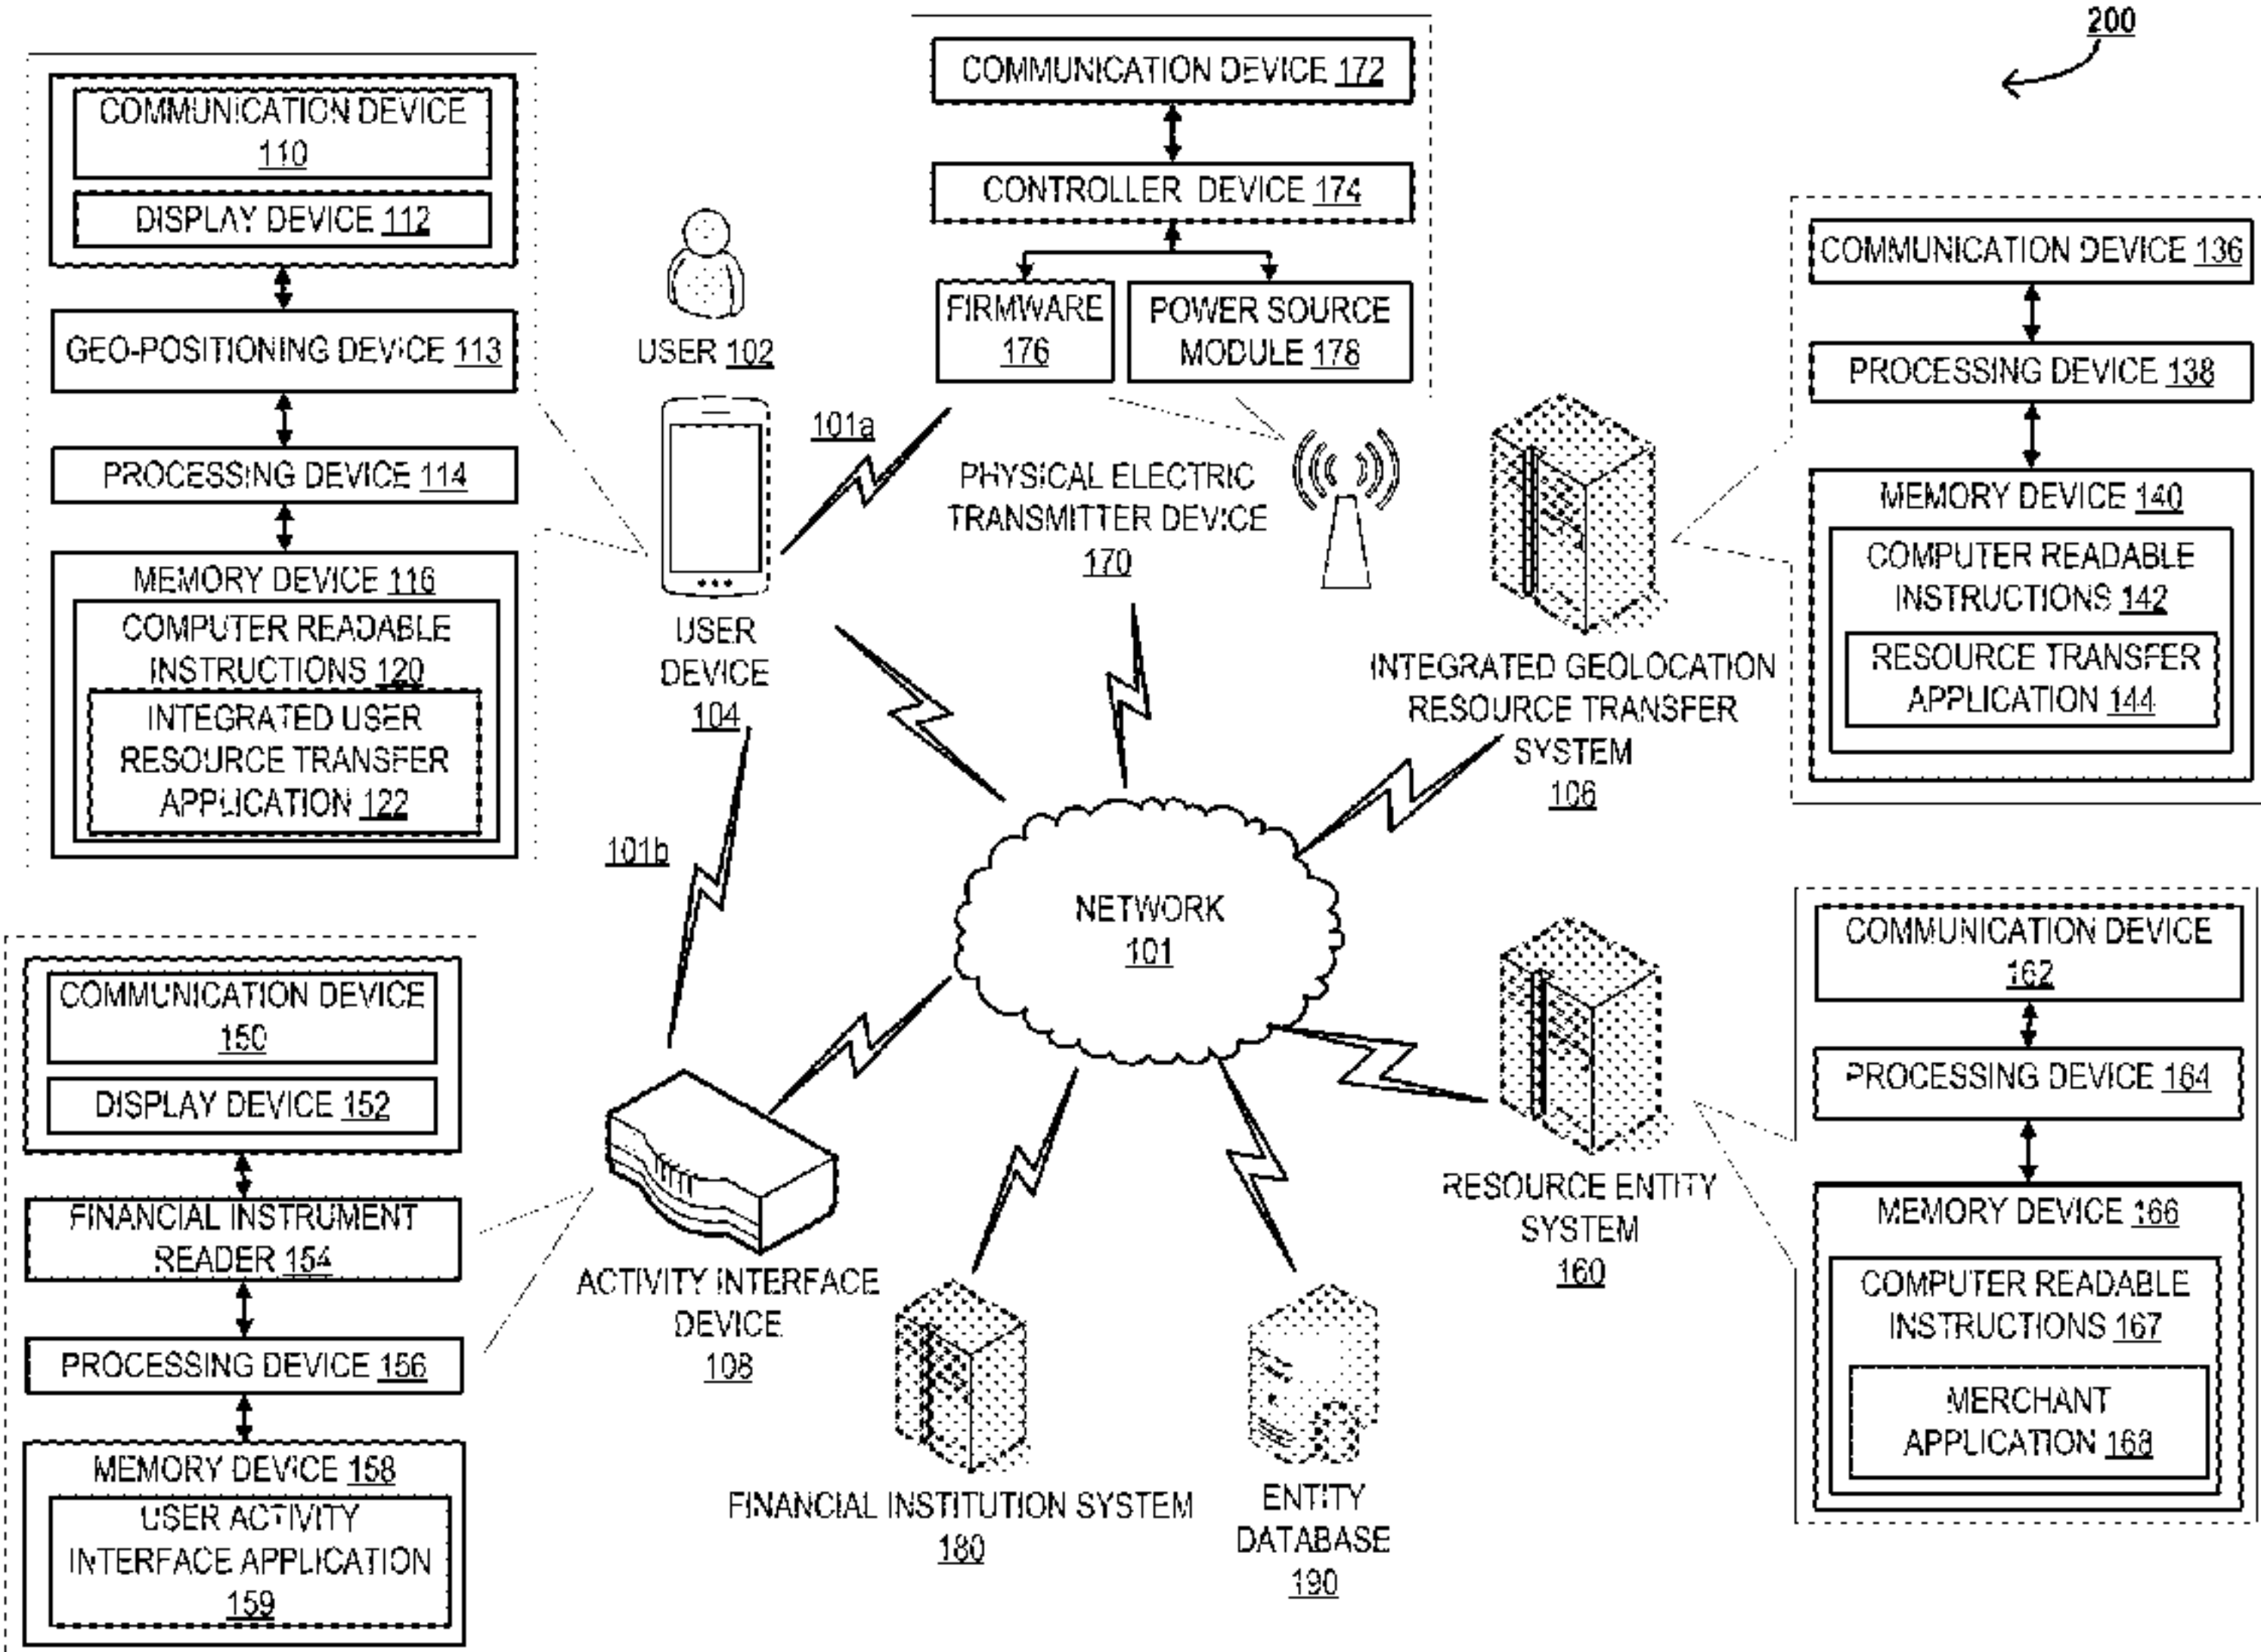 200
COMMUNICATION DEVICE
110
DISPLAY DEVICE 112
GEO-POSITIONING DEVICE 113
PROCESSING DEVICE 114
MEMORY DEVICE 116
COMPUTER READABLE
INSTRUCTIONS 120
INTEGRATED USER
RESOURCE TRANSFER
APPLICATION 122
USER 102
USER
DEVICE
104
101a
101b
COMMUNICATION DEVICE 172
CONTROLLER DEVICE 174
FIRMWARE
176
POWER SOURCE
MODULE 178
PHYSICAL ELECTRIC
TRANSMITTER DEVICE
170
INTEGRATED GEOLOCATION
RESOURCE TRANSFER
SYSTEM
106
COMMUNICATION DEVICE 136
PROCESSING DEVICE 138
MEMORY DEVICE 140
COMPUTER READABLE
INSTRUCTIONS 142
RESOURCE TRANSFER
APPLICATION 144
NETWORK
101
COMMUNICATION DEVICE
150
DISPLAY DEVICE 152
FINANCIAL INSTRUMENT
READER 154
PROCESSING DEVICE 156
MEMORY DEVICE 158
USER ACTIVITY
INTERFACE APPLICATION
159
ACTIVITY INTERFACE
DEVICE
108
FINANCIAL INSTITUTION SYSTEM
180
ENTITY
DATABASE
190
RESOURCE ENTITY
SYSTEM
160
COMMUNICATION DEVICE
162
PROCESSING DEVICE 164
MEMORY DEVICE 166
COMPUTER READABLE
INSTRUCTIONS 167
MERCHANT
APPLICATION 168